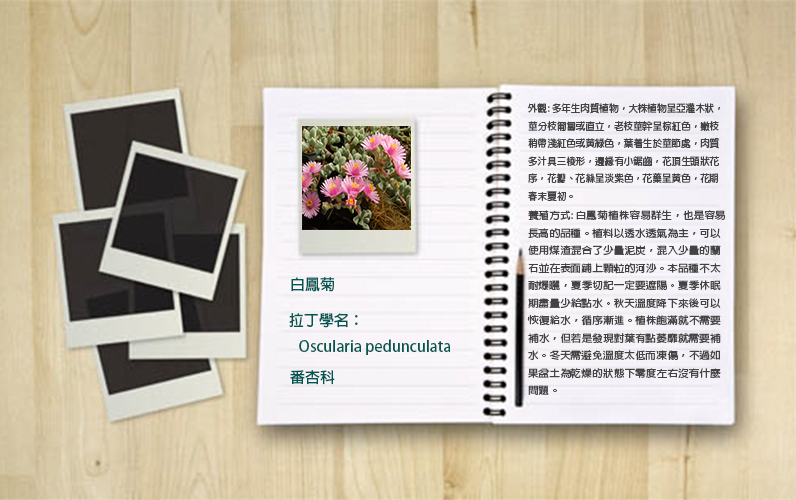 白鳳菊
拉丁學名：
Oscularia pedunculata
番杏科
外觀: 多年生肉質植物，大株植物呈亞灌木狀，
莖分枝匍匐或直立，老枝莖幹呈棕紅色，嫩枝
稍帶淺紅色或黃綠色，葉着生於莖節處，肉質
多汁具三棱形，邊緣有小鋸齒，花頂生頭狀花
序，花瓣、花絲呈淡紫色，花藥呈黄色，花期
春末夏初。
養殖方式: 白鳳菊植株容易群生，也是容易
長高的品種。植料以透水透氣為主，可以
使用煤渣混合了少量泥炭，混入少量的蘭
石並在表面鋪上顆粒的河沙。本品種不太
耐爆曬，夏季切記一定要遮陽。夏季休眠
期盡量少給點水。秋天溫度降下來後可以
恢復給水，循序漸進。植株飽滿就不需要
補水，但若是發現對葉有點萎靡就需要補
水。冬天需避免溫度太低而凍傷，不過如
果盆土為乾燥的狀態下零度左右沒有什麼
問題。